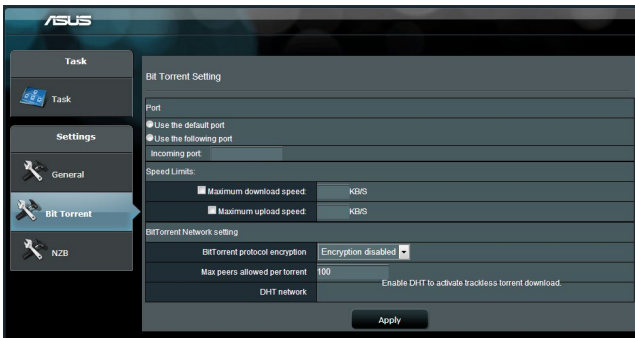 ASUS
Task
Task
Settings
General
Bit Torrent
NZB
Bit Torrent Setting
Port
Use the default port
Use the following port
Incoming port:
Speed Limits:
Maximum download speed: KB/S
Maximum upload speed: KB/S
BitTorrent Network setting
BitTorrent protocol encryption Encryption disabled
Max peers allowed per torrent 100
DHT network Enable DHT to activate trackless torrent download.
Apply